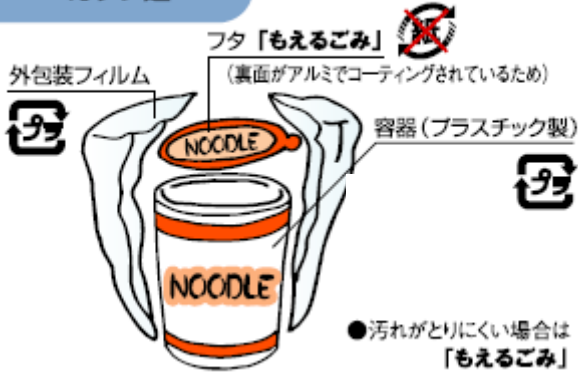 フタ「もえるごみ」
紙
(裏面がアルミでコーティングされているため)
外包装フィルム
プラ
容器(プラスチック製)
プラ
NOODLE
NOODLE
●汚れがとりにくい場合は
「もえるごみ」